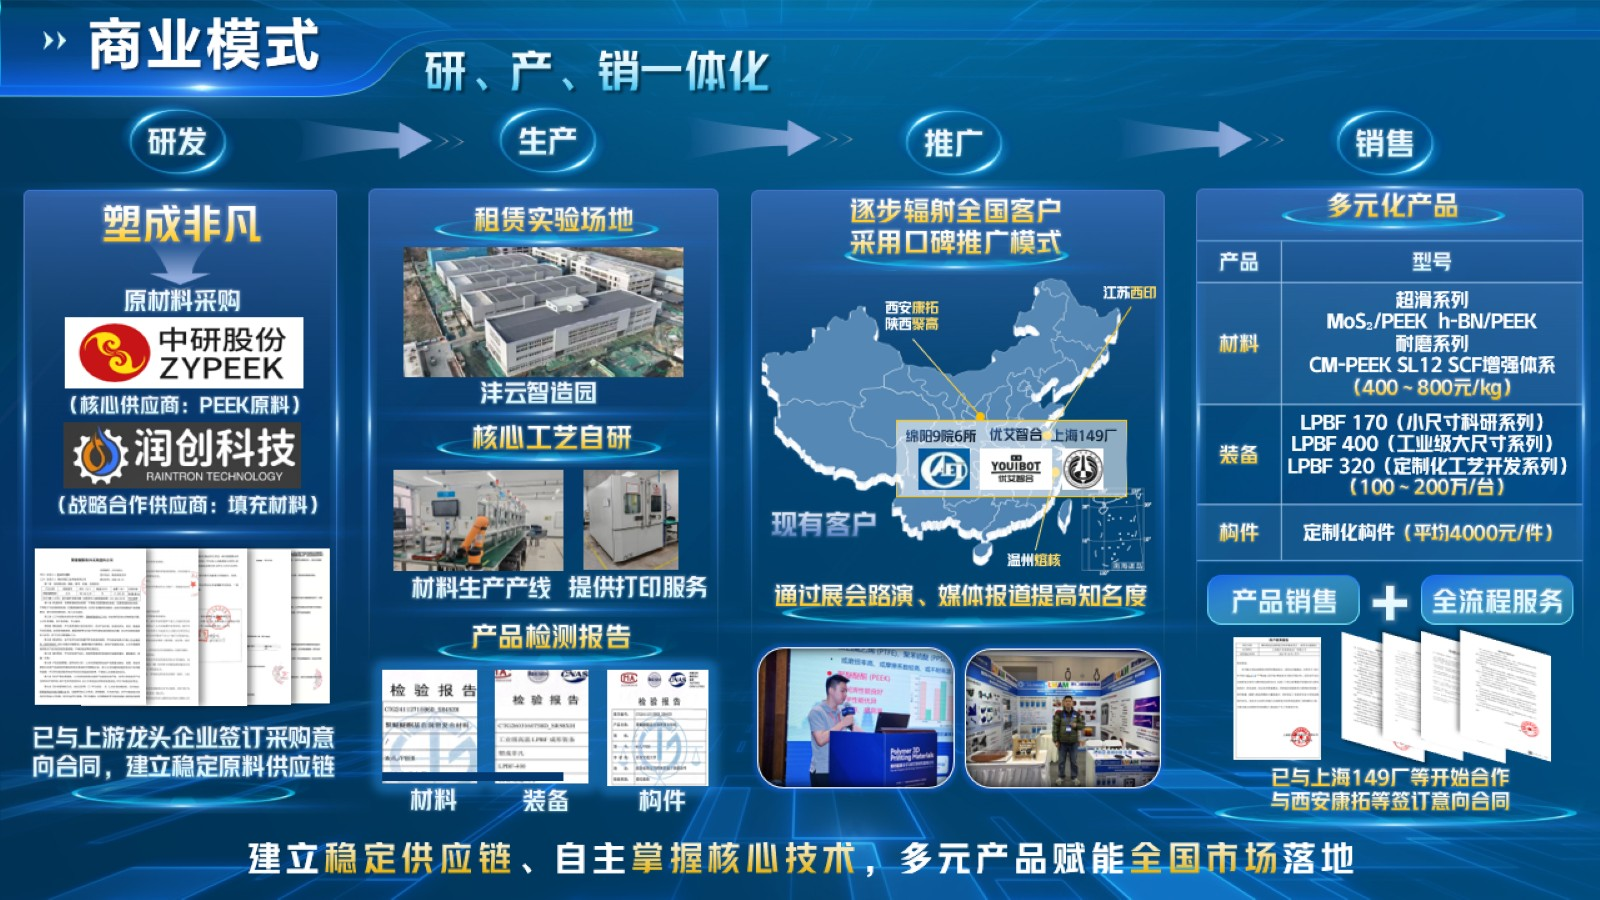 商业模式
研、产、销一体化
研发
生产
推广
销售
塑成非凡
原材料采购
中研股份
ZYPEEK
（核心供应商：PEEK原料）
润创科技
RAINTRON TECHNOLOGY
（战略合作供应商：填充材料）
已与上游龙头企业签订采购意
向合同，建立稳定原料供应链
租赁实验场地
沣云智造园
核心工艺自研
材料生产产线
提供打印服务
产品检测报告
检验报告
检验报告
检验报告
材料
装备
构件
逐步辐射全国客户
采用口碑推广模式
西安康拓
陕西聚高
江苏西印
绵阳9院6所
优艾智合
上海149厂
YOUIBOT
优艾智合
现有客户
温州熔核
南海诸岛
通过展会路演、媒体报道提高知名度
Polymer 3D
Printing Materials
多元化产品
产品
型号
材料
超滑系列
MoS₂/PEEK h-BN/PEEK
耐磨系列
CM-PEEK SL12 SCF增强体系
（400～800元/kg）
装备
LPBF 170（小尺寸科研系列）
LPBF 400（工业级大尺寸系列）
LPBF 320（定制化工艺开发系列）
（100～200万/台）
构件
定制化构件（平均4000元/件）
产品销售
+
全流程服务
已与上海149厂等开始合作
与西安康拓等签订意向合同
建立稳定供应链、自主掌握核心技术，多元产品赋能全国市场落地